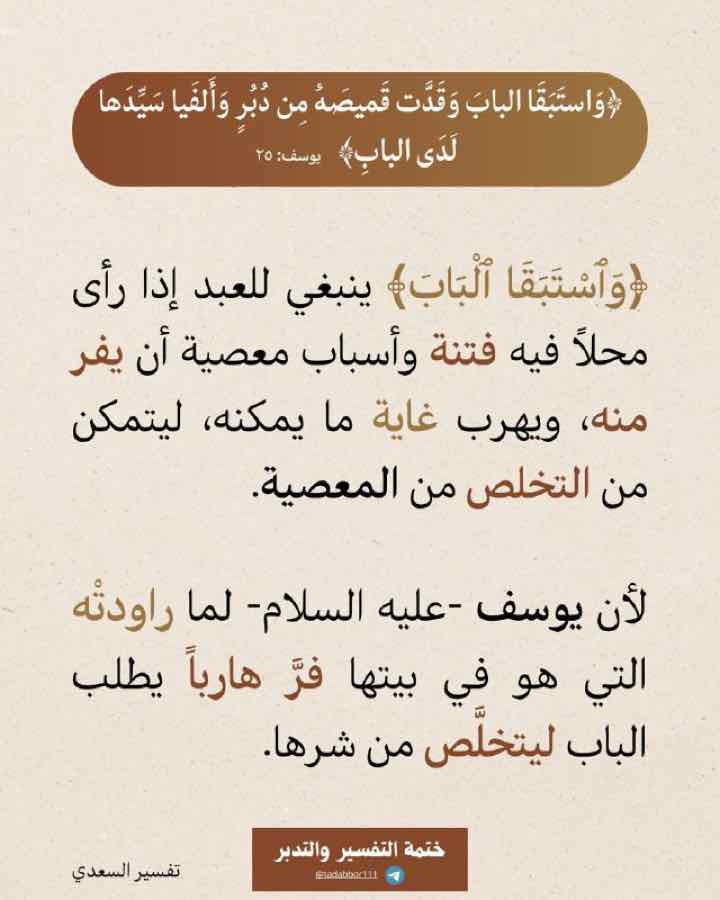 ﴿وَاستَبَقَا البابَ وَقَدَّت قَميصَهُ مِن دُبُرٍ وَأَلفَيا سَيِّدَها
لَدَى البابِ﴾ يوسف: ٢٥
﴿وَٱسْتَبَقَا ٱلْبَابَ﴾ ينبغي للعبد إذا رأى
محلاً فيه فتنة وأسباب معصية أن يفر
منه، ويهرب غاية ما يمكنه، ليتمكن
من التخلص من المعصية.
لأن يوسف -عليه السلام- لما راودتْه
التي هو في بيتها فرَّ هارباً يطلب
الباب ليتخلَّص من شرها.
ختمة التفسير والتدبر
@tadabbor111
تفسير السعدي